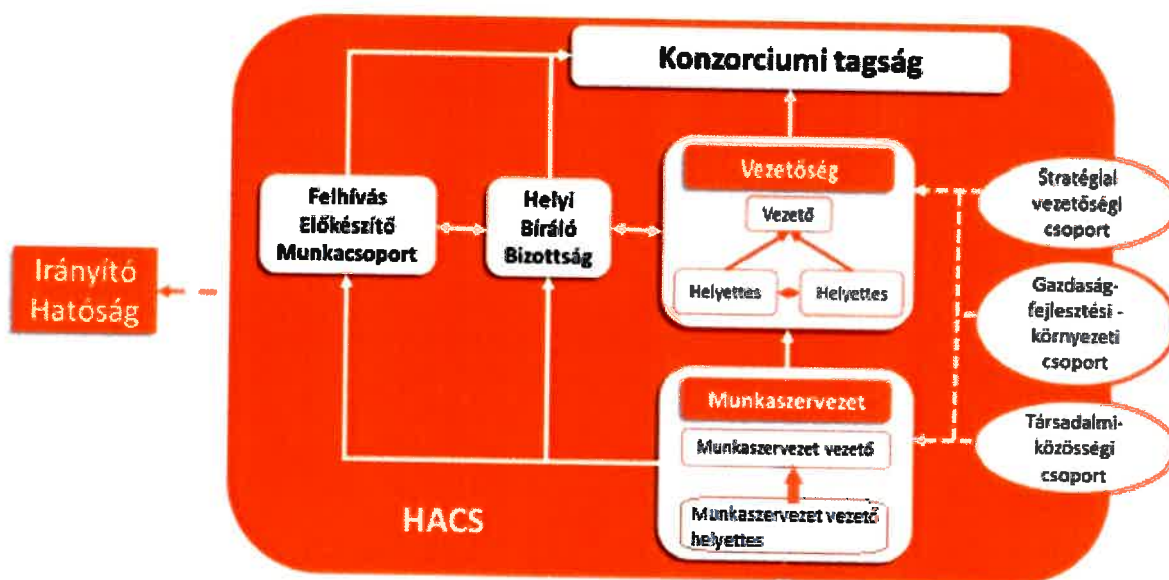 Konzorciumi tagság
Vezetőség
Vezető
Helyettes
Helyettes
Felhívás
Előkészítő
Munkacsoport
Helyi
Bíráló
Bizottság
Stratégiai
vezetőségi
csoport
Irányító
Hatóság
Gazdaság-
fejlesztési -
környezeti
csoport
Munkaszervezet
Munkaszervezet vezető
Munkaszervezet vezető
helyettes
Társadalmi-
közösségi
csoport
HACS